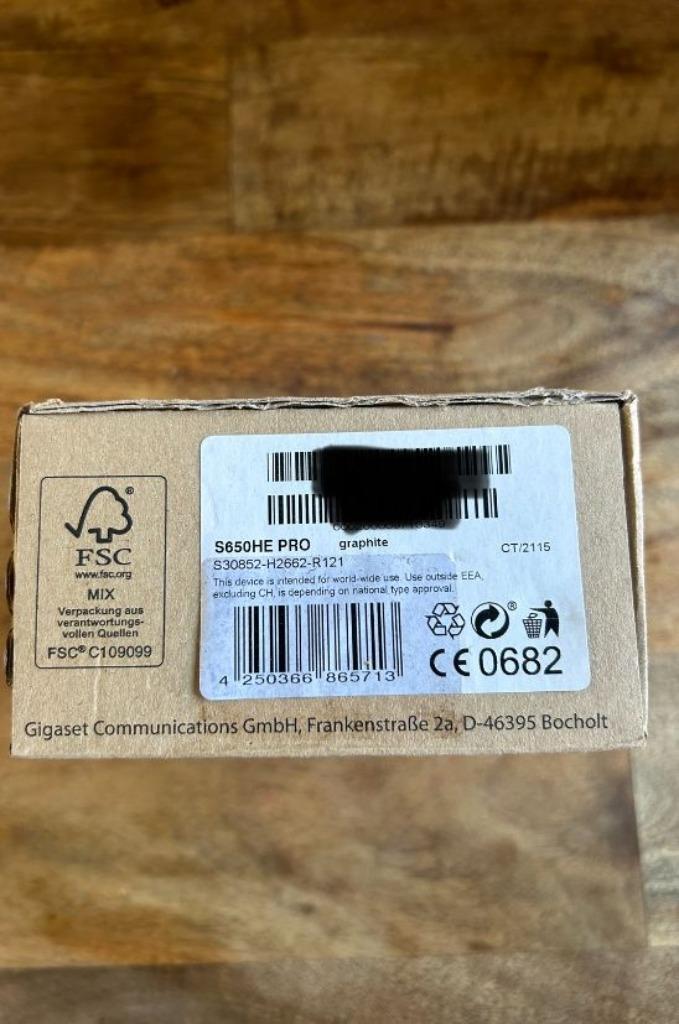 S650HE PRO graphite CT/2115
S30852-H2662-R121
This device is intended for world-wide use. Use outside EEA,
excluding CH, is depending on national type approval.
4 250366 865713
CE 0682
®
FSC
www.fsc.org
MIX
Verpackung aus
verantwortungs-
vollen Quellen
FSC® C109099
®
Gigaset Communications GmbH, Frankenstraße 2a, D-46395 Bocholt